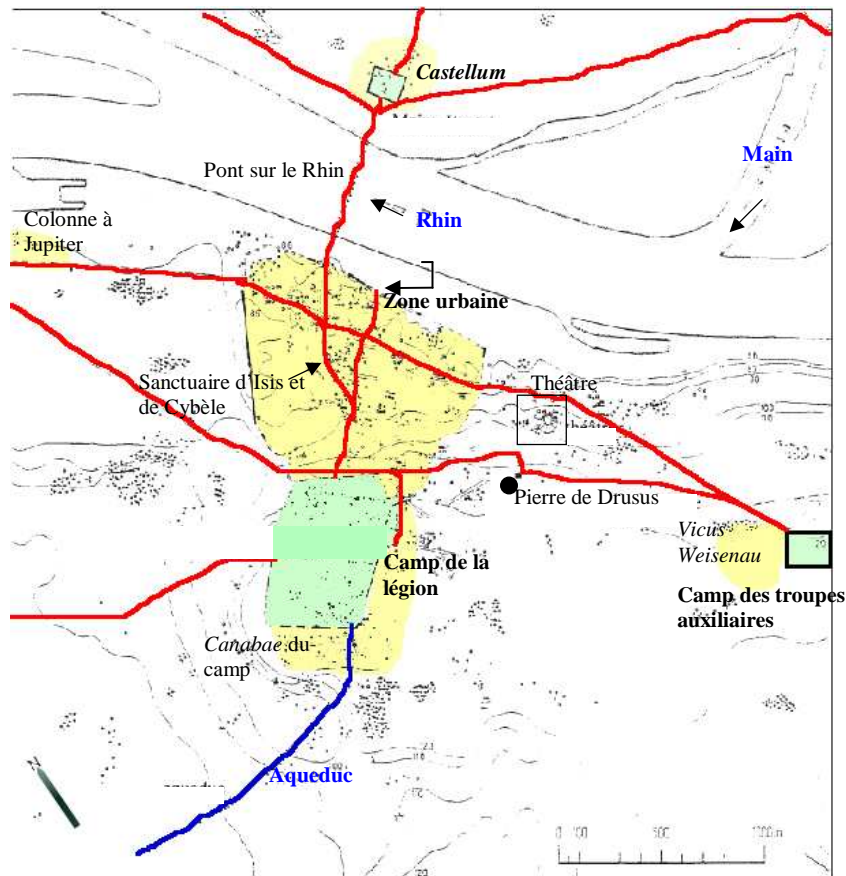 Castellum
Pont sur le Rhin
Main
Rhin
Colonne à
Jupiter
Zone urbaine
Sanctuaire d'Isis et
de Cybèle
Théâtre
Pierre de Drusus
Vicus
Weisenau
Camp de la
légion
Camp des troupes
auxiliaires
Canabae du
camp
Aqueduc
N
0 100 500 1000m